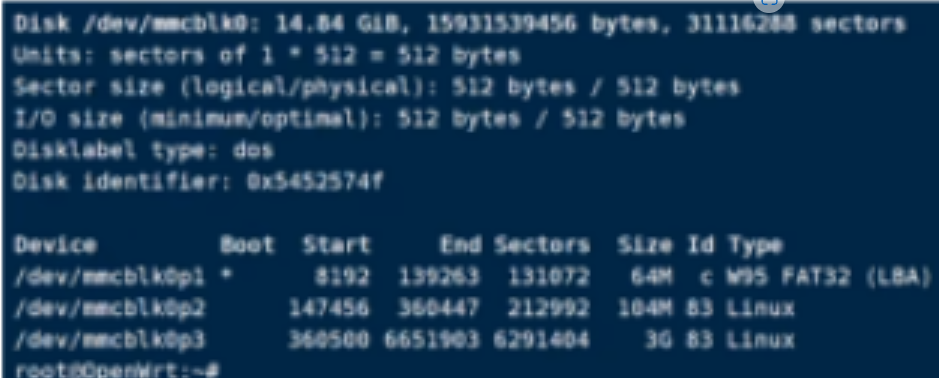 Disk /dev/mmcblk0: 14.84 GiB, 15931539456 bytes, 31116288 sectors
Units: sectors of 1 * 512 = 512 bytes
Sector size (logical/physical): 512 bytes / 512 bytes
I/O size (minimum/optimal): 512 bytes / 512 bytes
Disklabel type: dos
Disk identifier: 0x5452574f
Device Boot Start End Sectors Size Id Type
/dev/mmcblk0p1 * 8192 139263 131072 64M c W95 FAT32 (LBA)
/dev/mmcblk0p2 147456 360447 212992 104M 83 Linux
/dev/mmcblk0p3 360500 6651903 6291404 3G 83 Linux
root@OpenWrt:~#